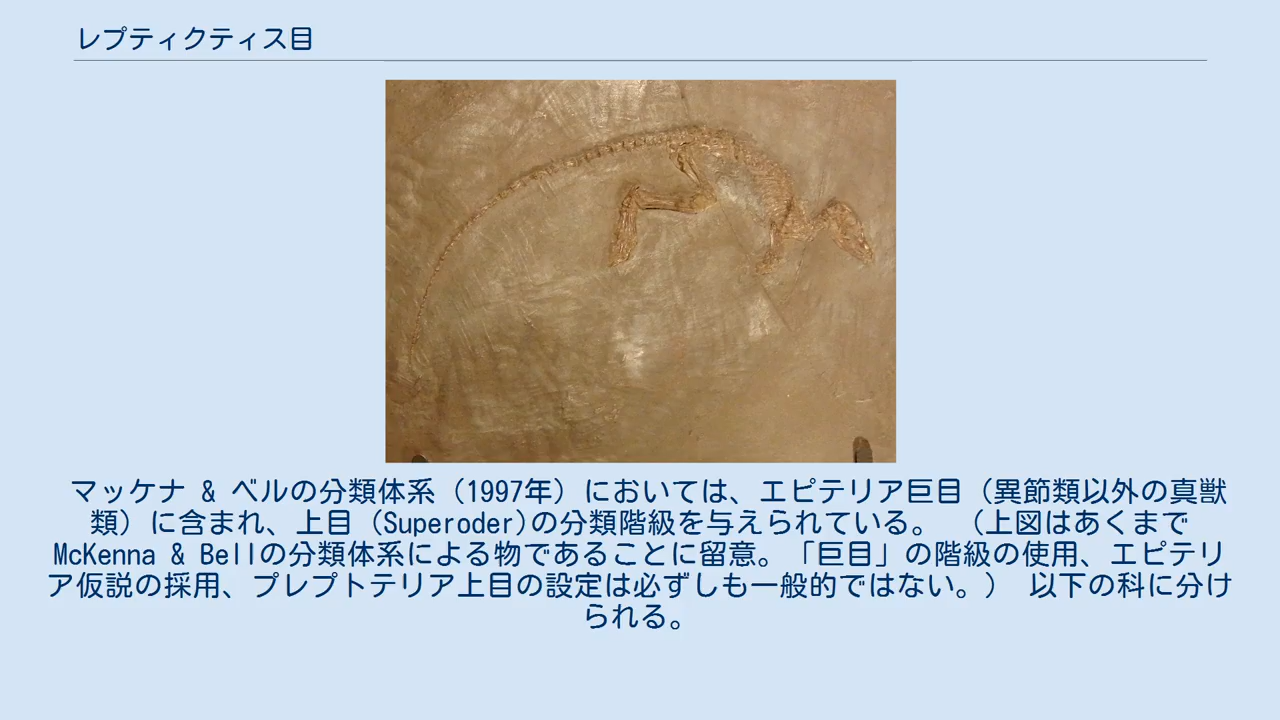 レプティクティス目
マッケナ & ベルの分類体系（1997年）においては、エピテリア巨目（異節類以外の真獣
類）に含まれ、上目（Superoder)の分類階級を与えられている。 （上図はあくまで
McKenna & Bellの分類体系による物であることに留意。「巨目」の階級の使用、エピテリ
ア仮説の採用、プレプトテリア上目の設定は必ずしも一般的ではない。） 以下の科に分け
られる。